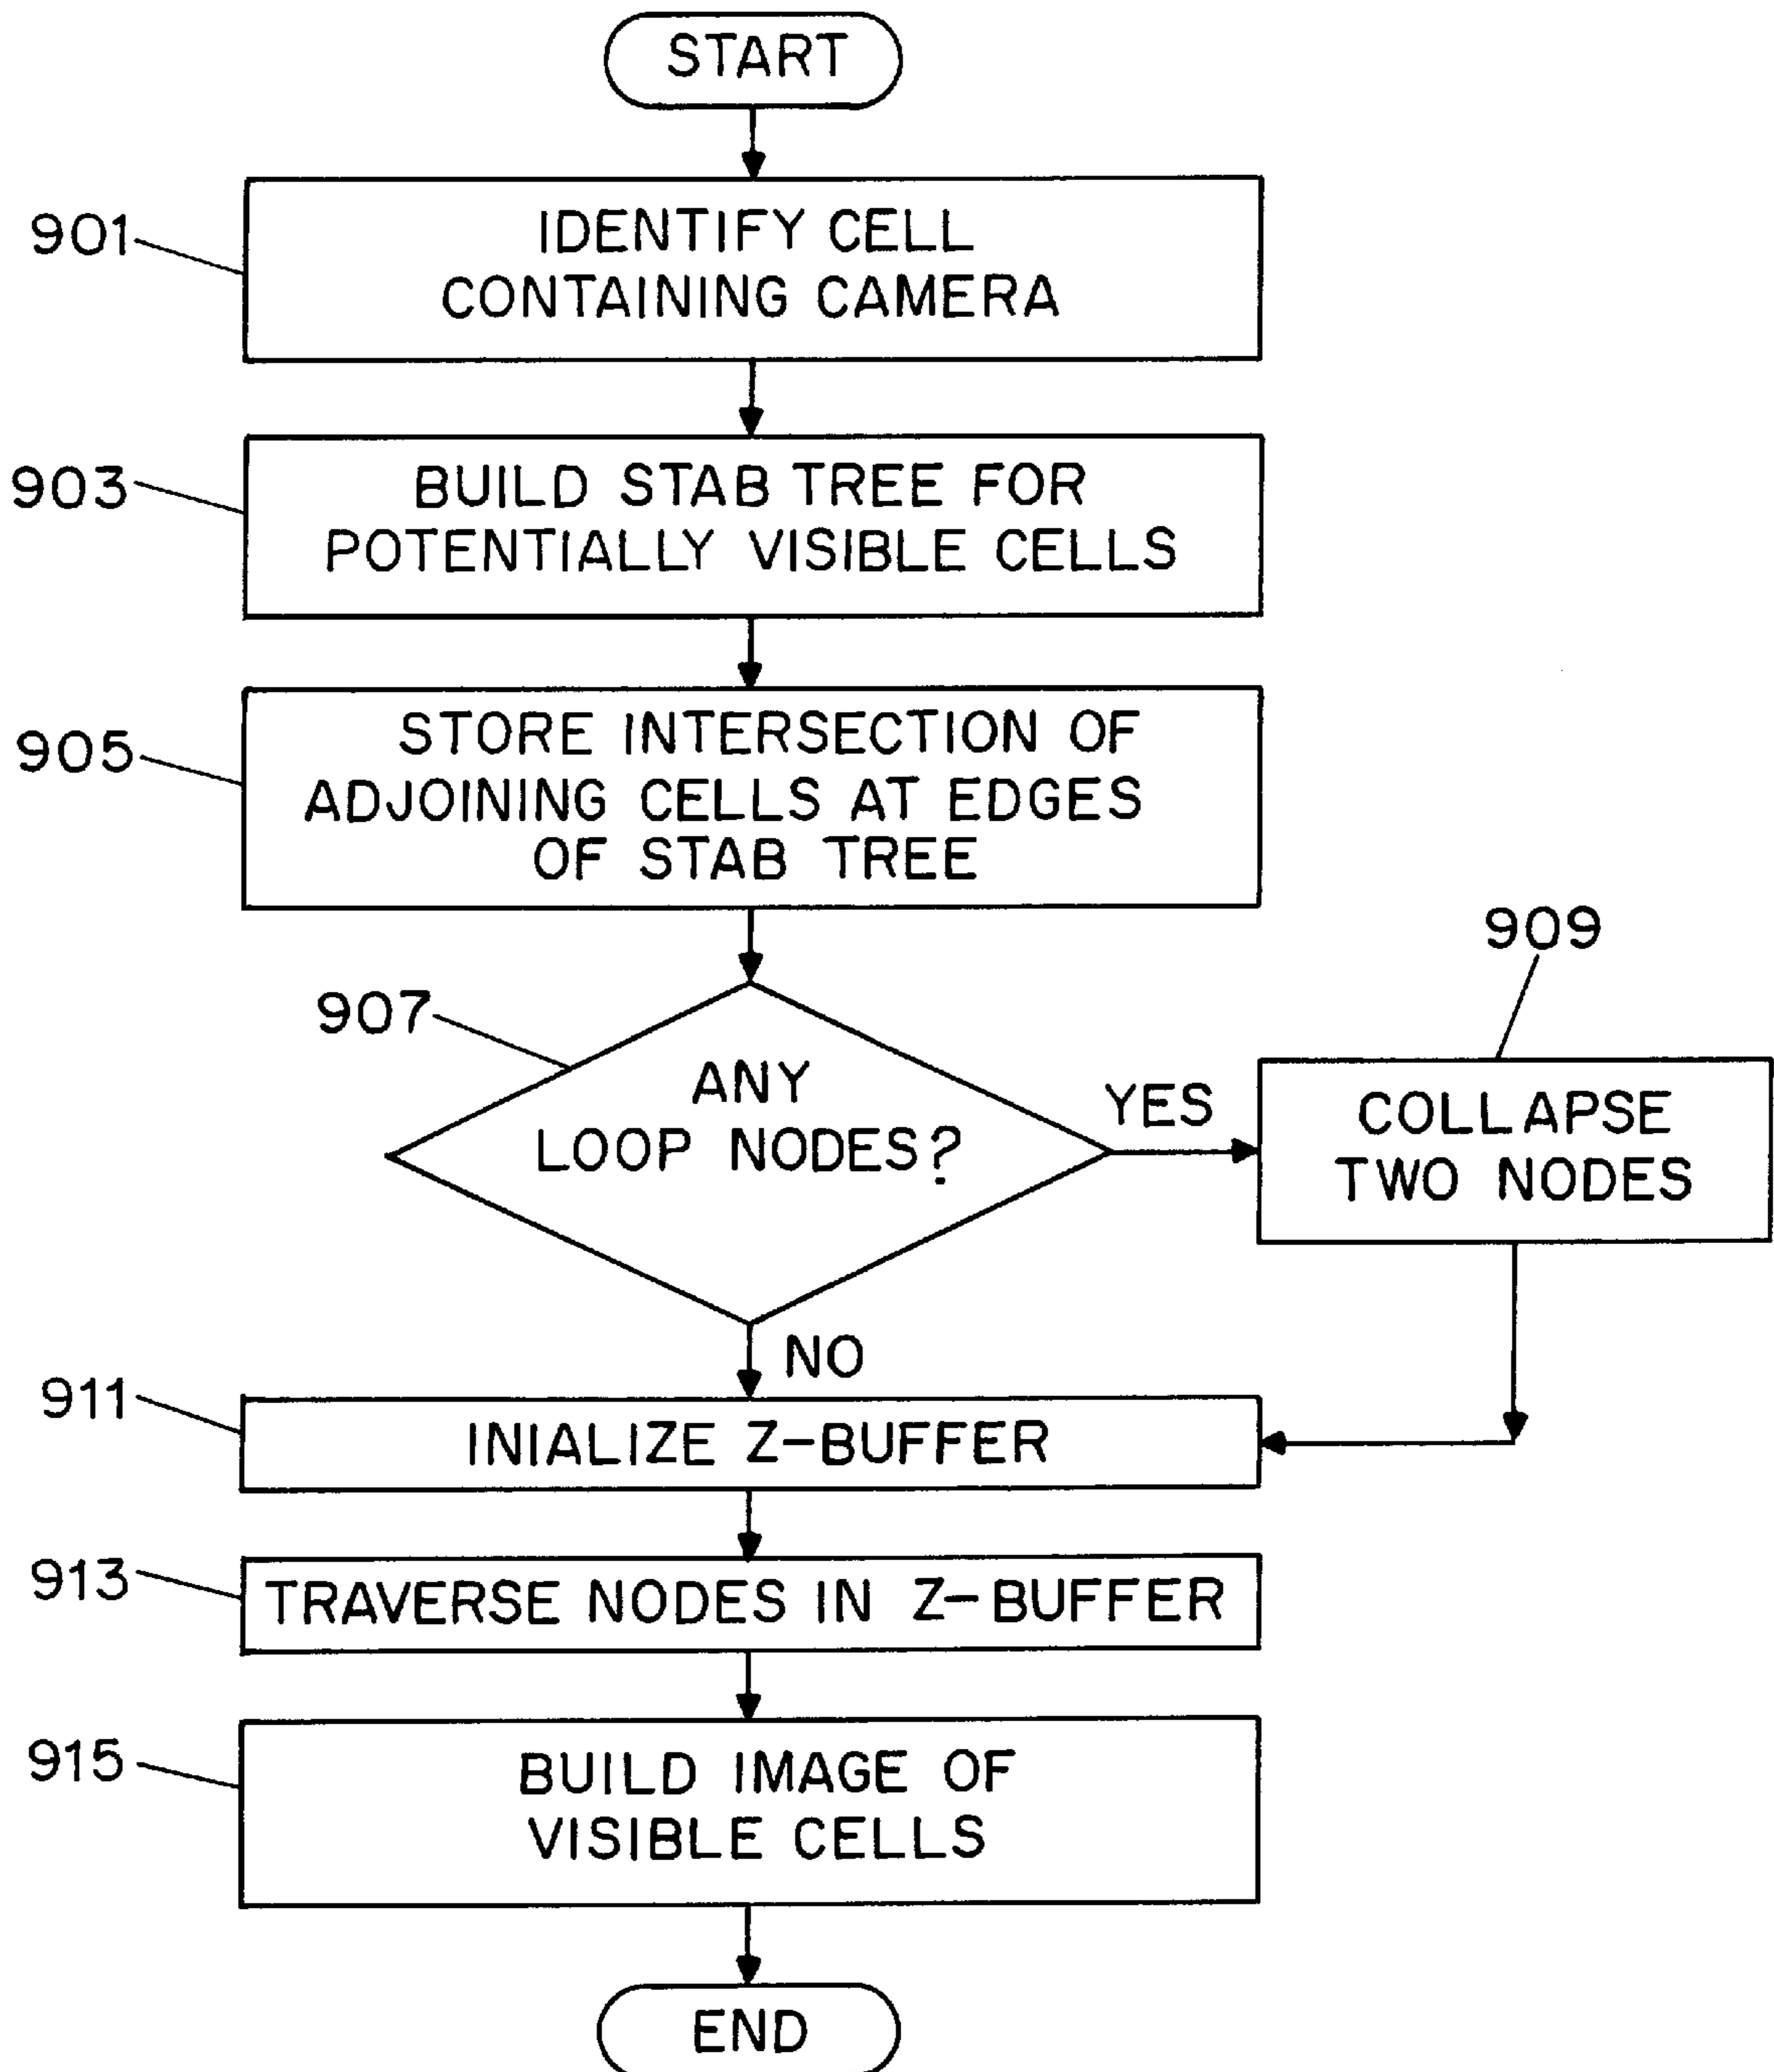 START
901
IDENTIFY CELL
CONTAINING CAMERA
903
BUILD STAB TREE FOR
POTENTIALLY VISIBLE CELLS
905
STORE INTERSECTION OF
ADJOINING CELLS AT EDGES
OF STAB TREE
907
ANY
LOOP NODES?
YES
909
COLLAPSE
TWO NODES
NO
911
INIALIZE Z-BUFFER
913
TRAVERSE NODES IN Z-BUFFER
915
BUILD IMAGE OF
VISIBLE CELLS
END